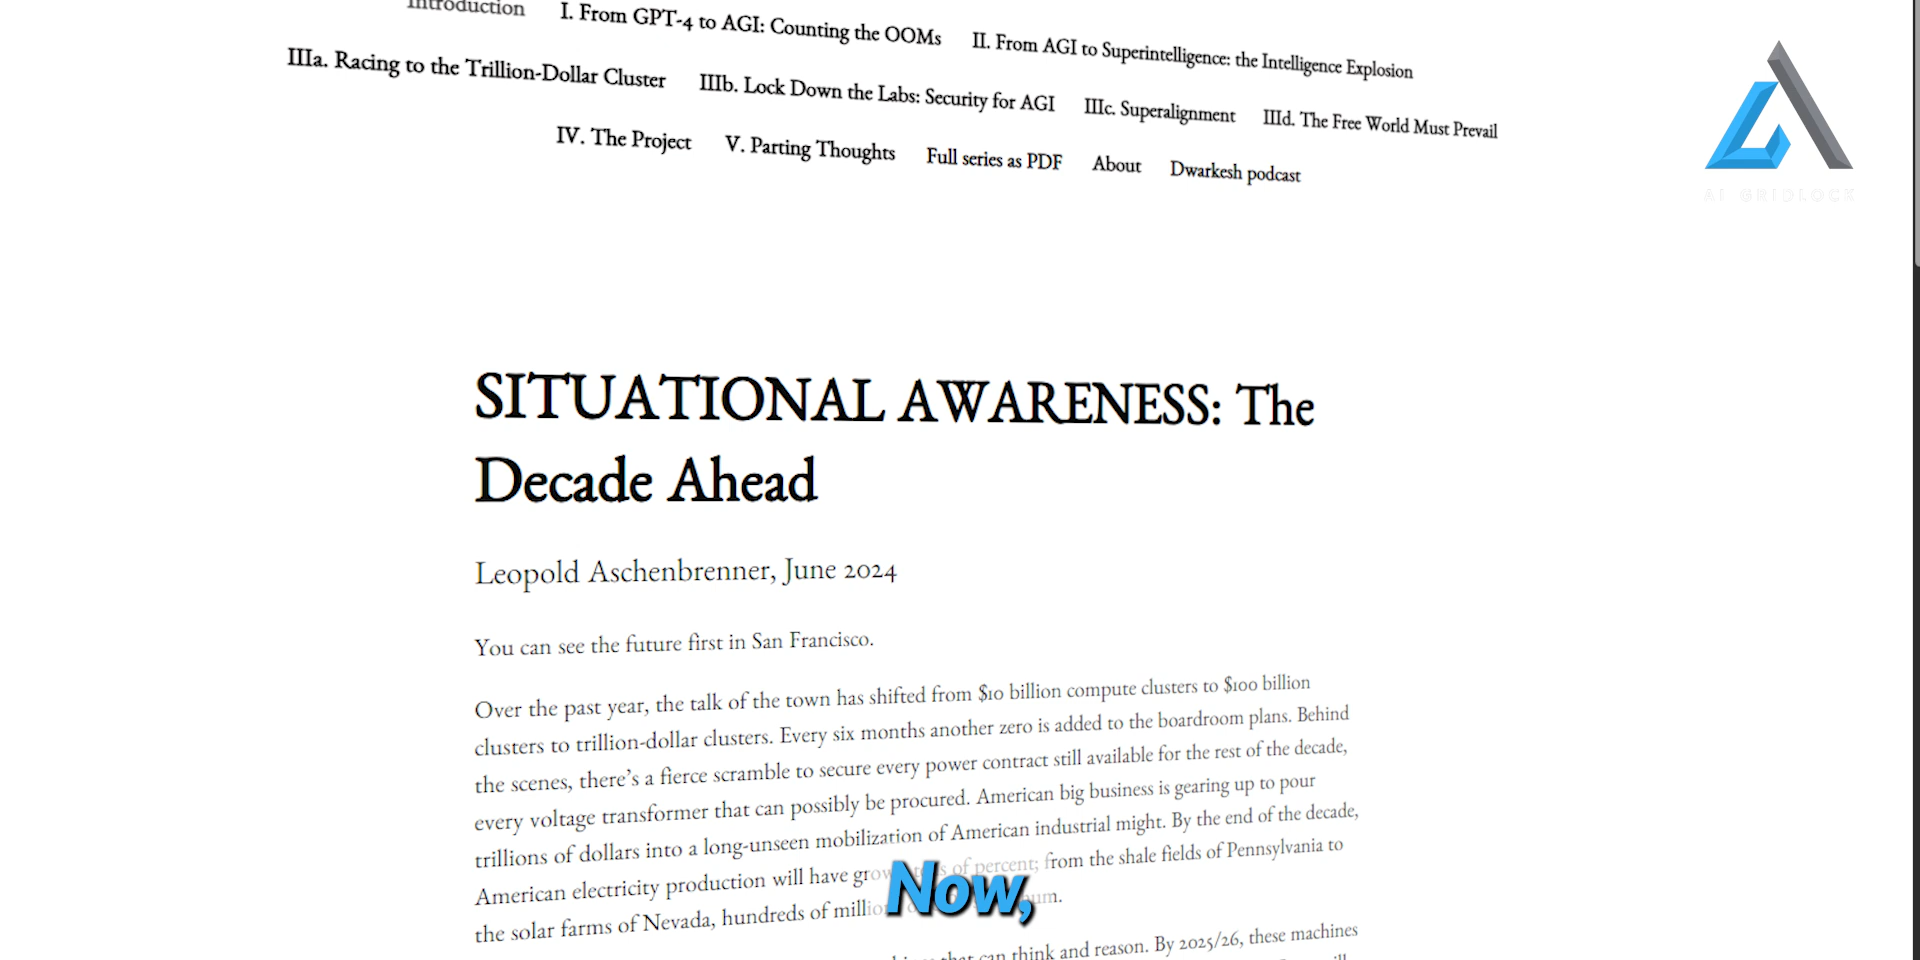 Introduction I. From GPT-4 to AGI: Counting the OOMs II. From AGI to Superintelligence: the Intelligence Explosion
IIIa. Racing to the Trillion-Dollar Cluster IIIb. Lock Down the Labs: Security for AGI IIIc. Superalignment IIId. The Free World Must Prevail
IV. The Project V. Parting Thoughts Full series as PDF About Dwarkesh podcast
AI GRIDLOCK
SITUATIONAL AWARENESS: The
Decade Ahead
Leopold Aschenbrenner, June 2024
You can see the future first in San Francisco.
Over the past year, the talk of the town has shifted from $10 billion compute clusters to $100 billion
clusters to trillion-dollar clusters. Every six months another zero is added to the boardroom plans. Behind
the scenes, there's a fierce scramble to secure every power contract still available for the rest of the decade,
every voltage transformer that can possibly be procured. American big business is gearing up to pour
trillions of dollars into a long-unseen mobilization of American industrial might. By the end of the decade,
American electricity production will have of percent; from the shale fields of Pennsylvania to
the solar farms of Nevada, hundreds of
Now,
that can think and reason. By 2025/26, these machines